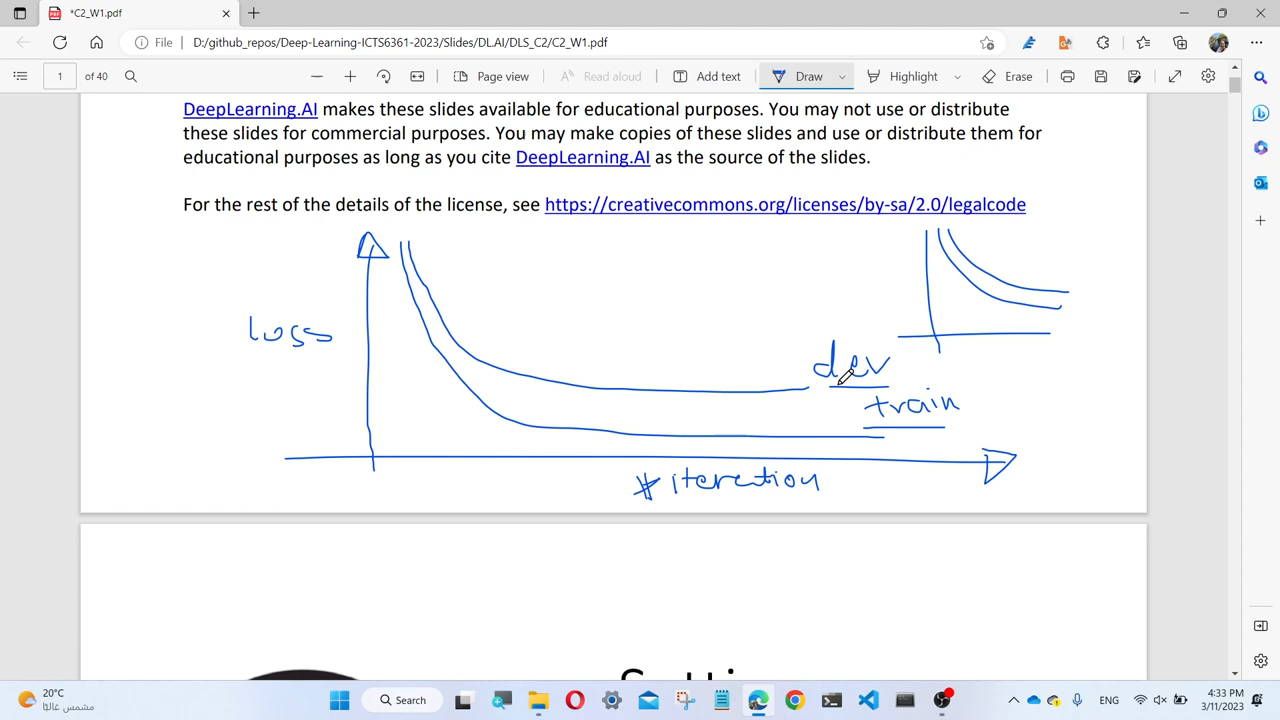 *C2_W1.pdf
File
D:/github_repos/Deep-Learning-ICTS6361-2023/Slides/DL.AI/DLS_C2/C2_W1.pdf
1 of 40
Page view
Read aloud
Add text
Draw
Highlight
Erase
DeepLearning.AI makes these slides available for educational purposes. You may not use or distribute
these slides for commercial purposes. You may make copies of these slides and use or distribute them for
educational purposes as long as you cite DeepLearning.AI as the source of the slides.
For the rest of the details of the license, see https://creativecommons.org/licenses/by-sa/2.0/legalcode
loss
dev
train
# iteration
20°C
مشمس غالبًا
Search
ENG
4:33 PM
3/11/2023